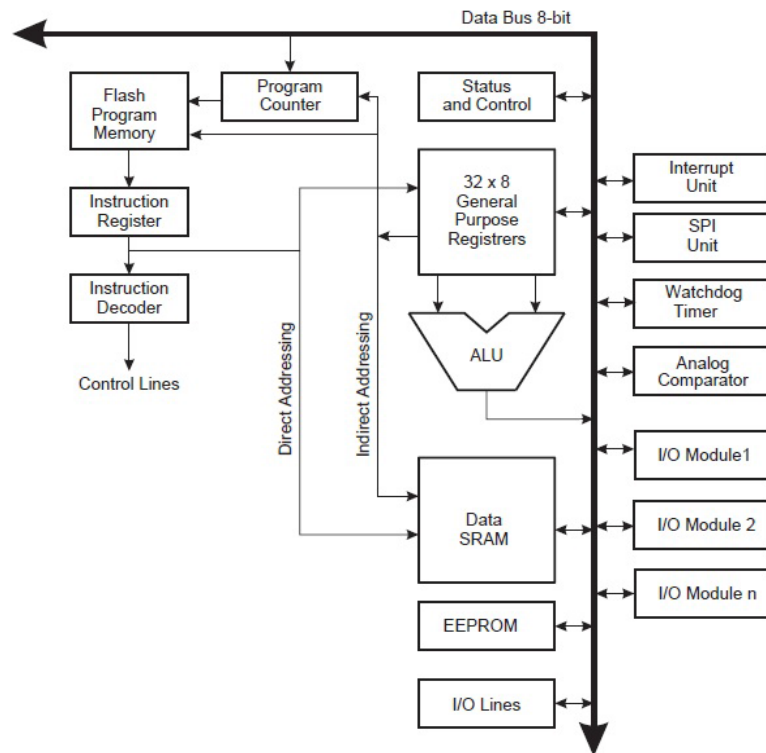 Data Bus 8-bit
Flash
Program
Memory
Program
Counter
Status
and Control
Instruction
Register
32 x 8
General
Purpose
Registrers
Interrupt
Unit
SPI
Unit
Instruction
Decoder
Watchdog
Timer
Control Lines
Direct Addressing
Indirect Addressing
ALU
Analog
Comparator
I/O Module1
Data
SRAM
I/O Module 2
I/O Module n
EEPROM
I/O Lines